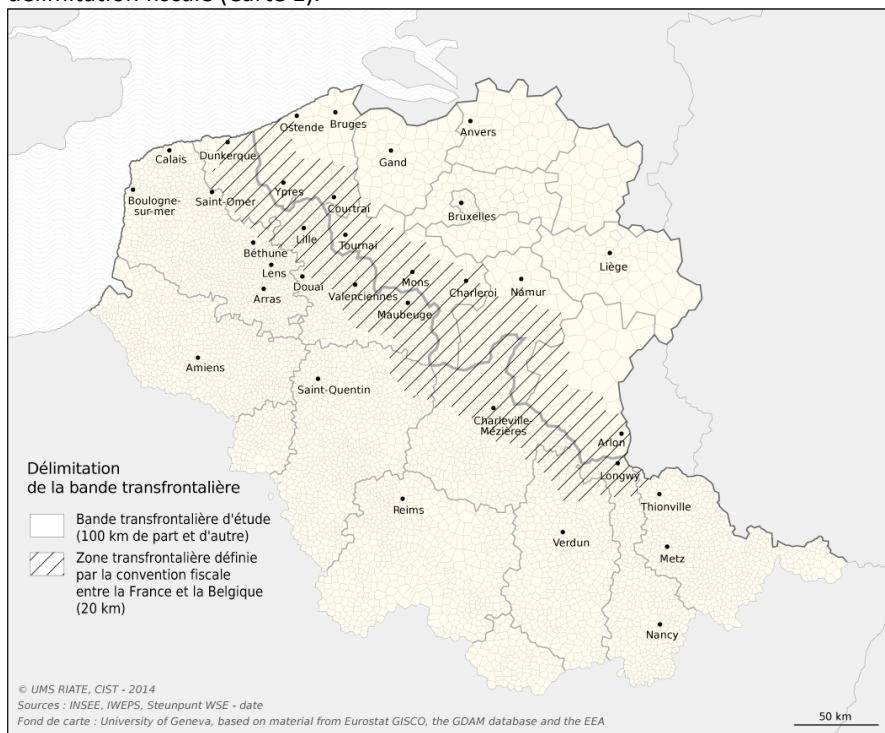 délimitation fiscale (Carte 1).
Ostende
Bruges
Anvers
Dunkerque
Gand
Calais
Ypres
Boulogne-
sur-mer
Saint-Omer
Courtrai
Bruxelles
Lille
Tournai
Béthune
Liège
Lens
Mons
Douai
Charleroi
Namur
Arras
Valenciennes
Maubeuge
Amiens
Saint-Quentin
Charleville-
Mézières
Arlon
Longwy
Délimitation
de la bande transfrontalière
Thionville
Reims
Bande transfrontalière d'étude
(100 km de part et d'autre)
Verdun
Metz
Zone transfrontalière définie
par la convention fiscale
entre la France et la Belgique
(20 km)
Nancy
© UMS RIATE, CIST - 2014
Sources : INSEE, IWEPS, Steunpunt WSE - date
Fond de carte : University of Geneva, based on material from Eurostat GISCO, the GDAM database and the EEA
50 km